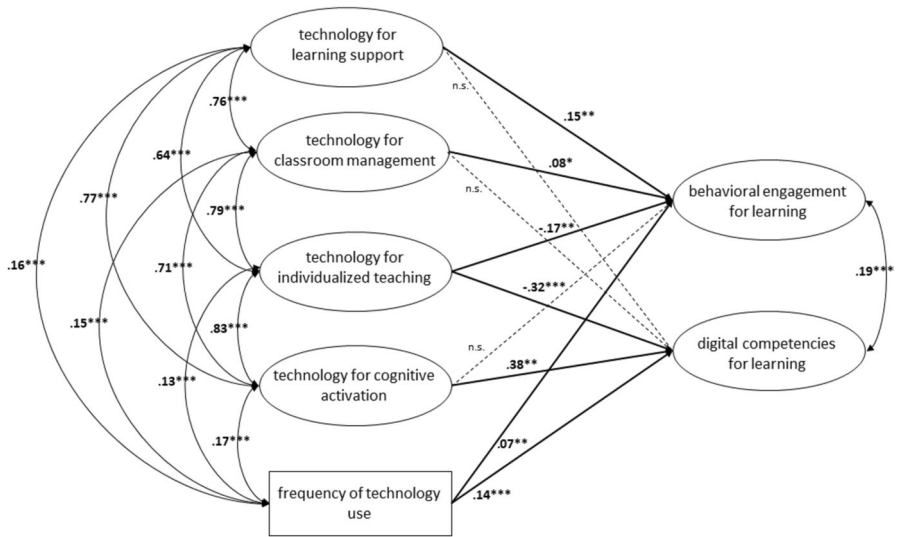 technology for
learning support
n.s.
.76***
.15**
technology for
classroom management
.64***
.08*
n.s.
.77***
.79***
behavioral engagement
for learning
-.17**
.16***
.71***
technology for
individualized teaching
.19***
-.32***
.15***
.83***
n.s.
digital competencies
for learning
.38**
.13***
technology for cognitive
activation
.17***
.07**
frequency of technology
use
.14***